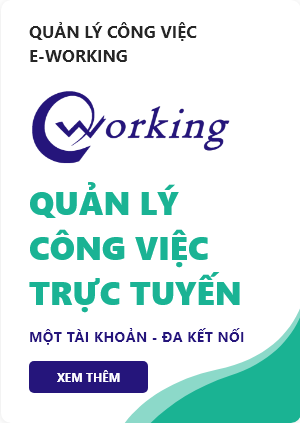 QUẢN LÝ CÔNG VIỆC
E-WORKING
eWorking
QUẢN LÝ
CÔNG VIỆC
TRỰC TUYẾN
MỘT TÀI KHOẢN - ĐA KẾT NỐI
XEM THÊM